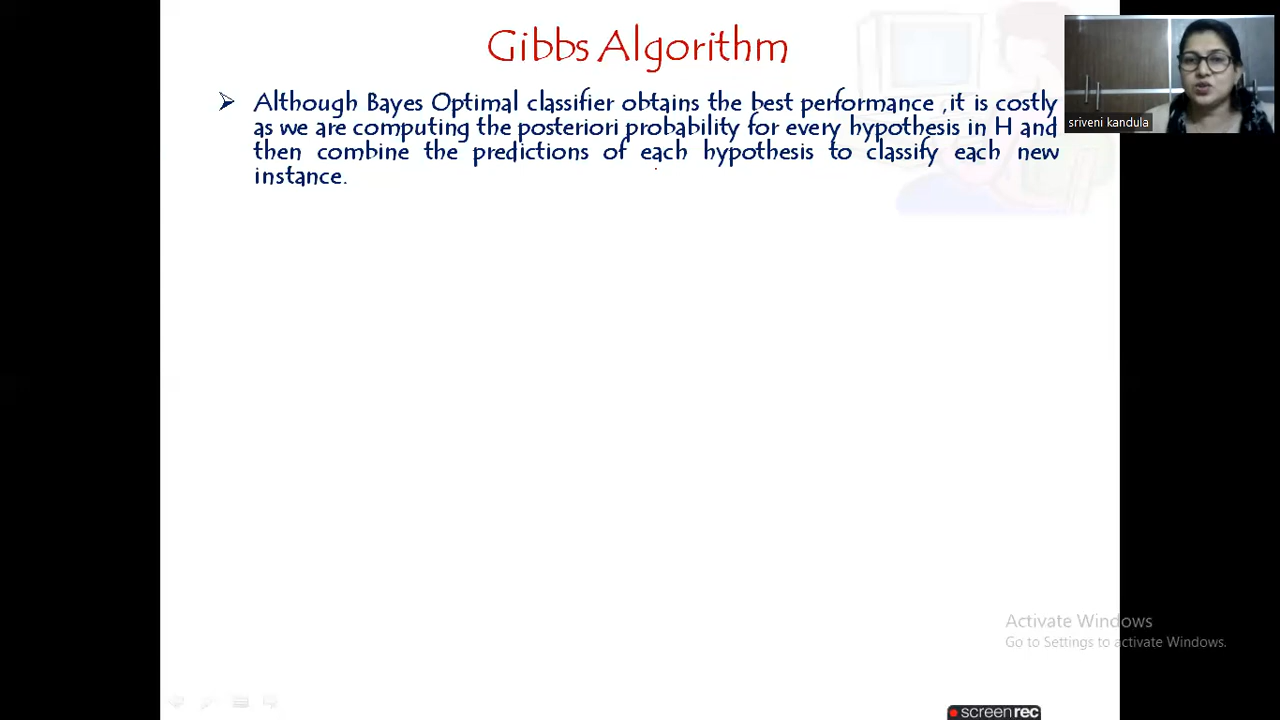 Gibbs Algorithm
Although Bayes Optimal classifier obtains the best performance ,it is costly
as we are computing the posteriori probability for every hypothesis in H and
then combine the predictions of each hypothesis to classify each new
instance.
sriveni kandula
Activate Windows
Go to Settings to activate Windows.
screenrec